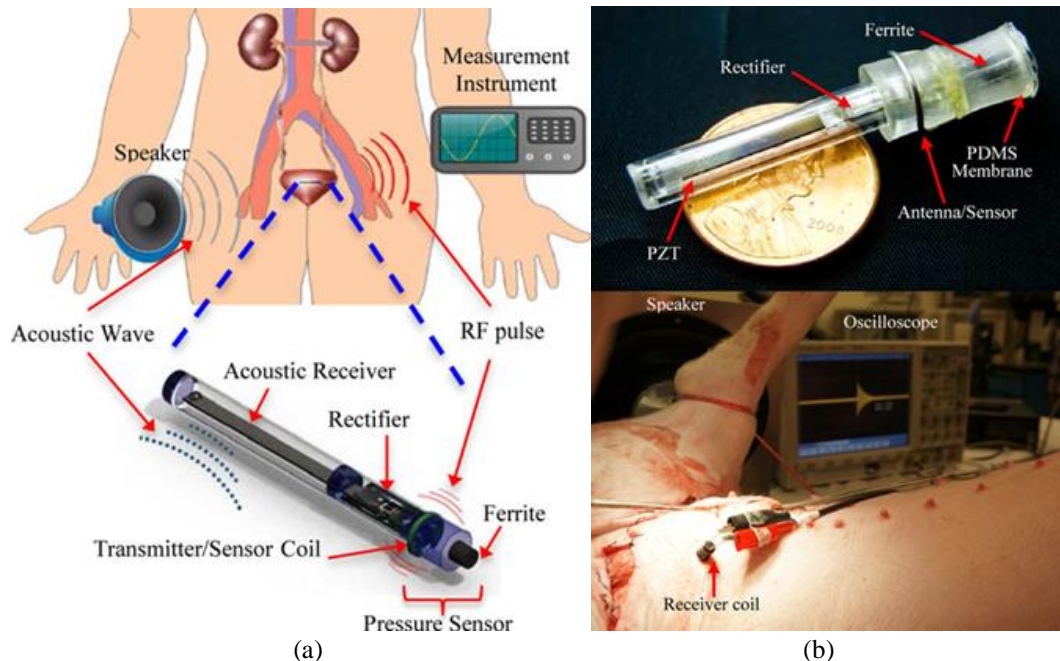 Measurement
Instrument
Speaker
Acoustic Wave
RF pulse
Acoustic Receiver
Rectifier
Ferrite
Transmitter/Sensor Coil
Pressure Sensor
(a)
Ferrite
Rectifier
PDMS
Membrane
Antenna/Sensor
PZT
2008
Speaker
Oscilloscope
Receiver coil
(b)